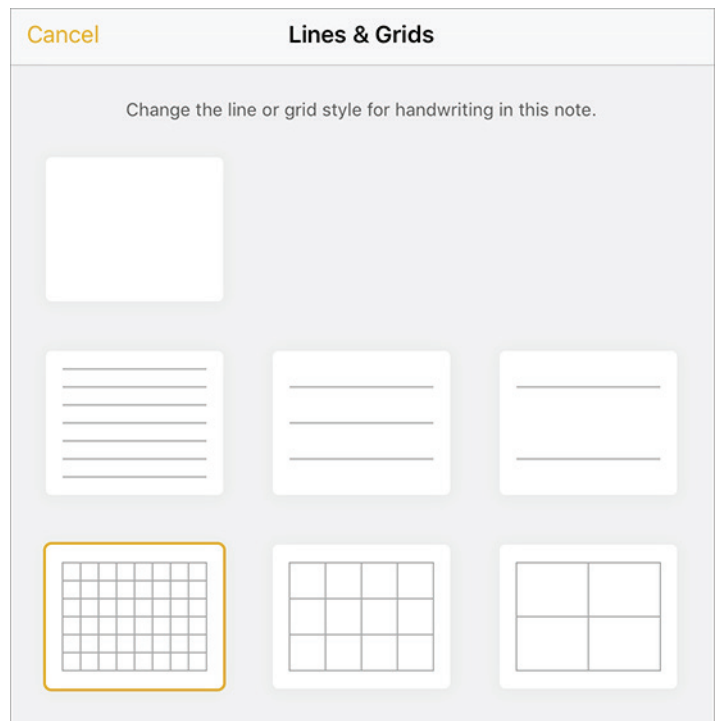 Cancel Lines & Grids
Change the line or grid style for handwriting in this note.